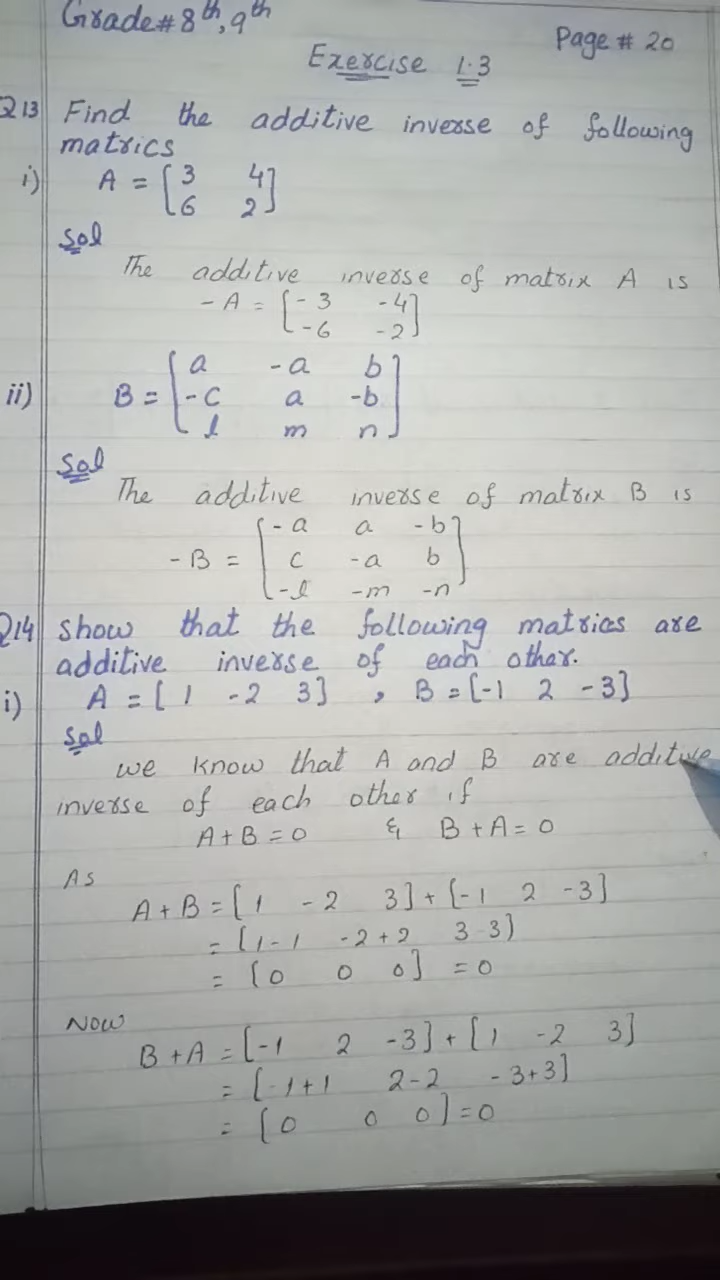 Grade# 8th, 9th
Page # 20
Exercise 1.3
Q13 Find the additive inverse of following
matrics
i) A = [3 4
6 2]
Sol
The additive inverse of matrix A is
-A = [-3 -4
-6 -2]
ii) B = [a -a b
-c a -b
l m n]
Sol
The additive inverse of matrix B is
-B = [-a a -b
c -a b
-l -m -n]
Q14 Show that the following matrics are
additive inverse of each other.
i) A = [1 -2 3] , B = [-1 2 -3]
Sol
We know that A and B are additive
inverse of each other if
A+B=0 & B+A=0
As
A+B = [1 -2 3] + [-1 2 -3]
= [1-1 -2+2 3-3]
= [0 0 0] = 0
Now
B+A = [-1 2 -3] + [1 -2 3]
= [-1+1 2-2 -3+3]
= [0 0 0] = 0